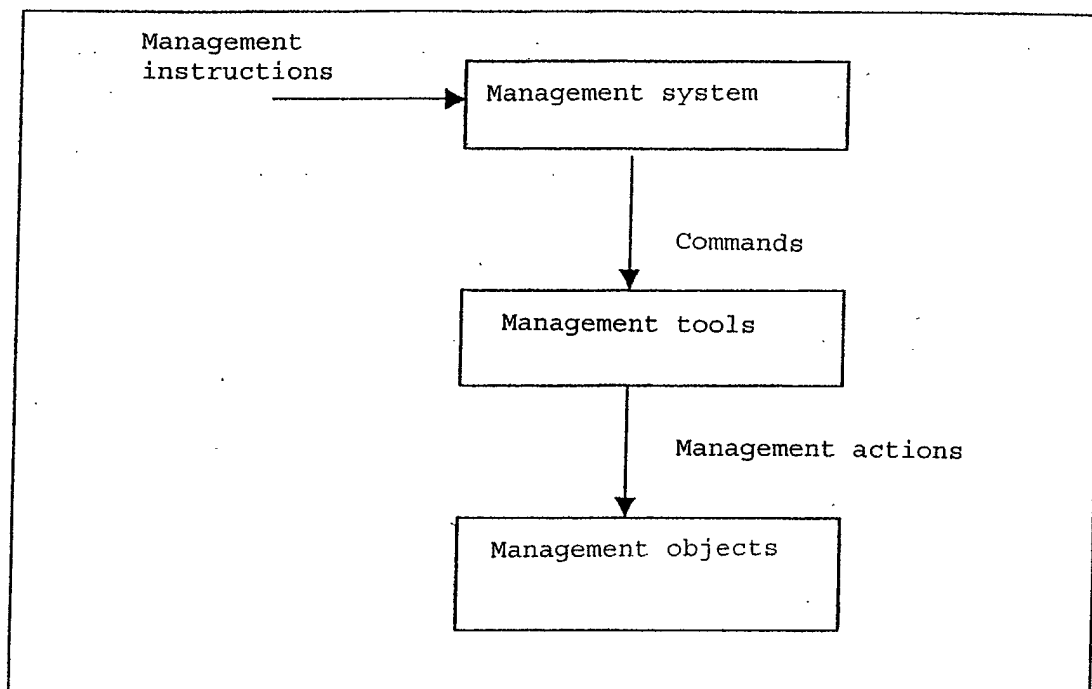 Management
instructions
Management system
Commands
Management tools
Management actions
Management objects